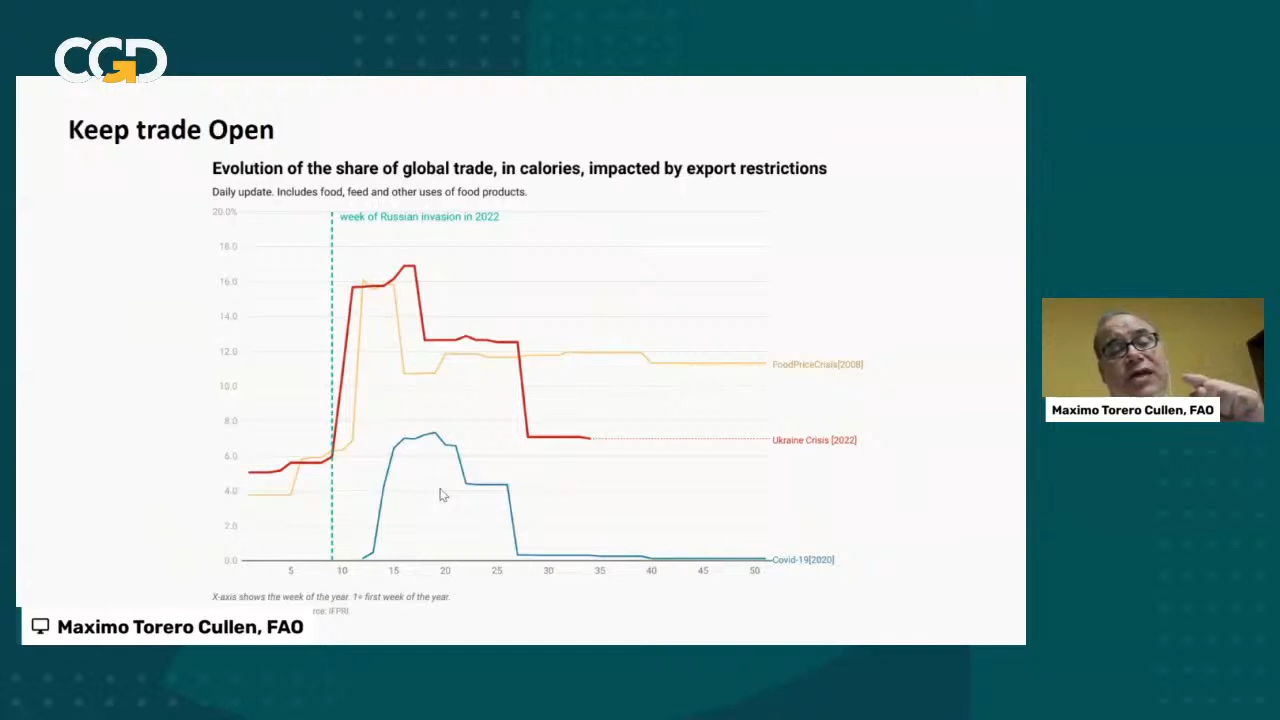 CGD
Keep trade Open
Evolution of the share of global trade, in calories, impacted by export restrictions
Daily update. Includes food, feed and other uses of food products.
20.0%
week of Russian invasion in 2022
18.0
16.0
14.0
12.0
FoodPriceCrisis[2008]
10.0
8.0
Ukraine Crisis [2022]
6.0
4.0
2.0
0.0
Covid-19[2020]
5 10 15 20 25 30 35 40 45 50
X-axis shows the week of the year. 1= first week of the year.
rce: IFPRI
Maximo Torero Cullen, FAO
Maximo Torero Cullen, FAO